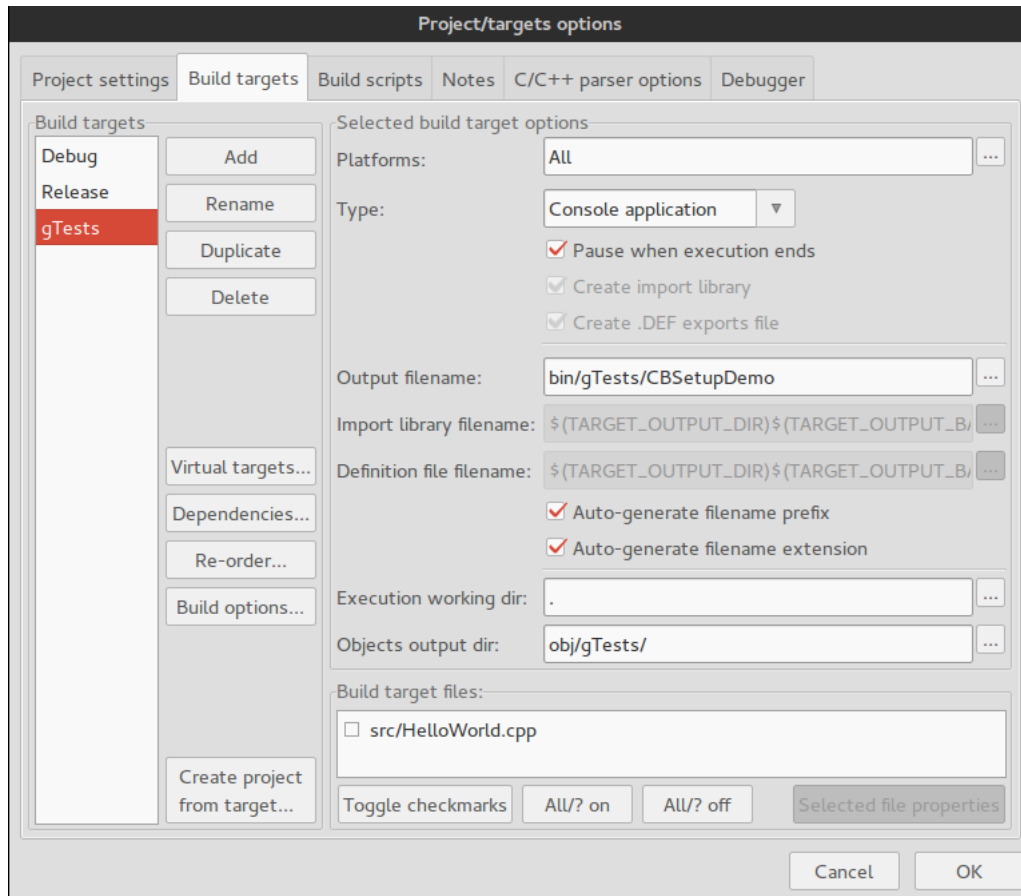 Project/targets options
Project settings
Build targets
Build scripts
Notes
C/C++ parser options
Debugger
Build targets
Debug
Release
gTests
Add
Rename
Duplicate
Delete
Virtual targets...
Dependencies...
Re-order...
Build options...
Create project
from target...
Selected build target options
Platforms:
All
...
Type:
Console application
Pause when execution ends
Create import library
Create .DEF exports file
Output filename:
bin/gTests/CBSetupDemo
...
Import library filename:
$(TARGET_OUTPUT_DIR)$(TARGET_OUTPUT_BA
...
Definition file filename:
$(TARGET_OUTPUT_DIR)$(TARGET_OUTPUT_BA
...
Auto-generate filename prefix
Auto-generate filename extension
Execution working dir:
.
...
Objects output dir:
obj/gTests/
...
Build target files:
src/HelloWorld.cpp
Toggle checkmarks
All/? on
All/? off
Selected file properties
Cancel
OK